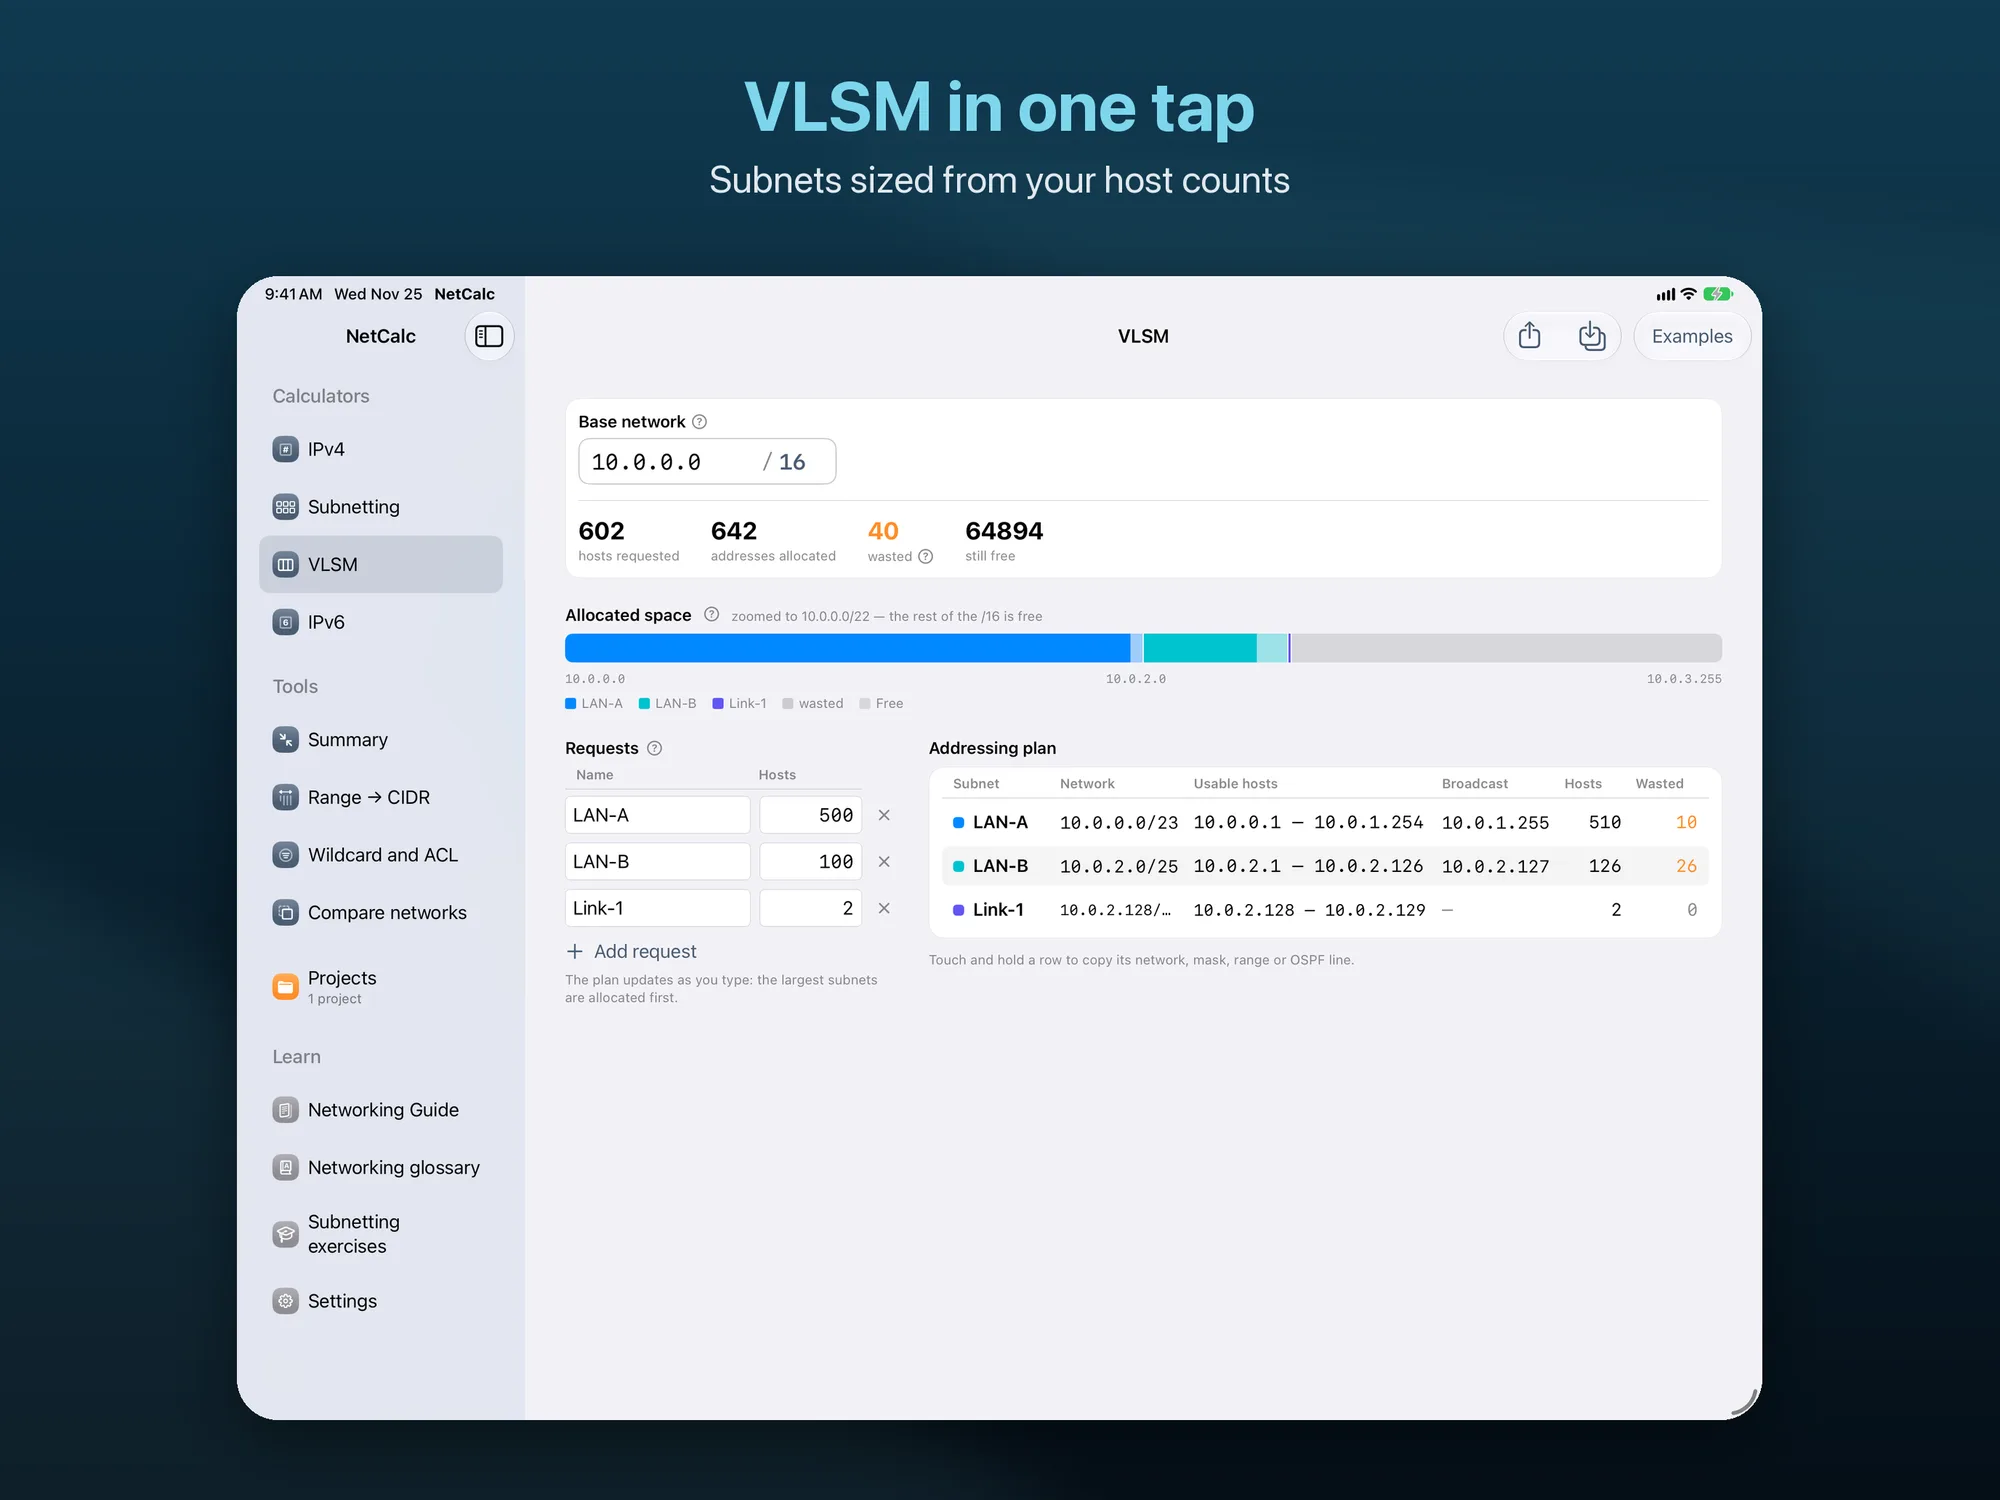 VLSM in one tap
Subnets sized from your host counts
9:41 AM Wed Nov 25 NetCalc
NetCalc
VLSM
Examples
Calculators
IPv4
Subnetting
VLSM
IPv6
Tools
Summary
Range → CIDR
Wildcard and ACL
Compare networks
Projects
1 project
Learn
Networking Guide
Networking glossary
Subnetting
exercises
Settings
Base network ?
10.0.0.0 / 16
602 642 40 64894
hosts requested addresses allocated wasted ? still free
Allocated space ? zoomed to 10.0.0.0/22 — the rest of the /16 is free
10.0.0.0 10.0.2.0 10.0.3.255
LAN-A LAN-B Link-1 wasted Free
Requests ?
Name Hosts
LAN-A 500 ×
LAN-B 100 ×
Link-1 2 ×
+ Add request
The plan updates as you type: the largest subnets
are allocated first.
Addressing plan
Subnet Network Usable hosts Broadcast Hosts Wasted
LAN-A 10.0.0.0/23 10.0.0.1 – 10.0.1.254 10.0.1.255 510 10
LAN-B 10.0.2.0/25 10.0.2.1 – 10.0.2.126 10.0.2.127 126 26
Link-1 10.0.2.128/… 10.0.2.128 – 10.0.2.129 — 2 0
Touch and hold a row to copy its network, mask, range or OSPF line.